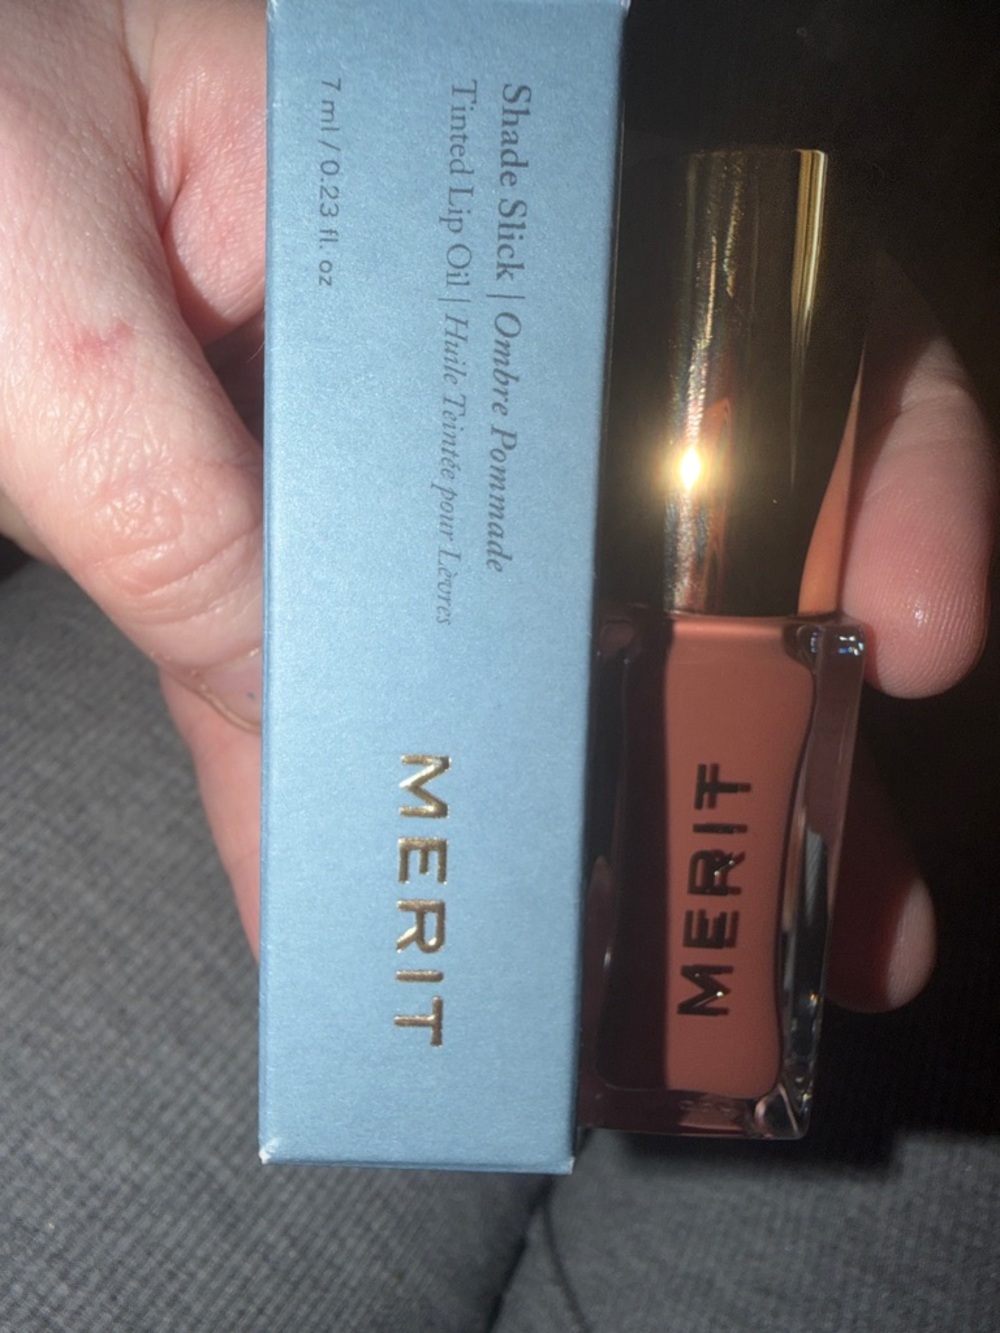 Shade Slick | Ombre Pommade
Tinted Lip Oil | Huile Teintée pour Lèvres
7 ml / 0.23 fl. oz
MERIT
MERIT